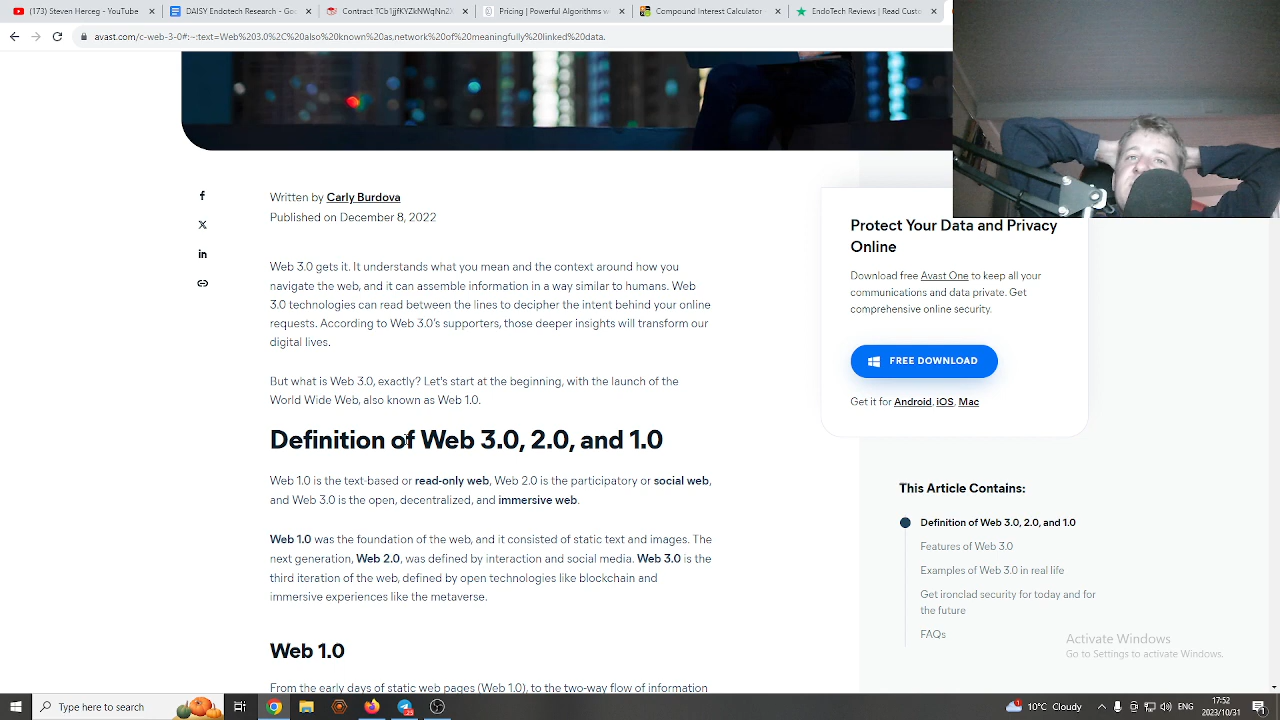 (173) Steven Herceg - YouTube
DAISY Endotech Research - Goo
Contract TCb1jjfKYZkNWqNn2
Pricing | Powerful Algorithms
Compound Interest Calculator
EndoTech Reviews | Read Custo
avast.com/c-web-3-0#:~:text=Web%203.0%2C%20also%20known%20as,network%20of%20meaningfully%20linked%20data.
Written by Carly Burdova
Published on December 8, 2022
Web 3.0 gets it. It understands what you mean and the context around how you
navigate the web, and it can assemble information in a way similar to humans. Web
3.0 technologies can read between the lines to decipher the intent behind your online
requests. According to Web 3.0's supporters, those deeper insights will transform our
digital lives.
But what is Web 3.0, exactly? Let's start at the beginning, with the launch of the
World Wide Web, also known as Web 1.0.
Definition of Web 3.0, 2.0, and 1.0
Web 1.0 is the text-based or read-only web, Web 2.0 is the participatory or social web,
and Web 3.0 is the open, decentralized, and immersive web.
Web 1.0 was the foundation of the web, and it consisted of static text and images. The
next generation, Web 2.0, was defined by interaction and social media. Web 3.0 is the
third iteration of the web, defined by open technologies like blockchain and
immersive experiences like the metaverse.
Web 1.0
From the early days of static web pages (Web 1.0), to the two-way flow of information
Protect Your Data and Privacy
Online
Download free Avast One to keep all your
communications and data private. Get
comprehensive online security.
FREE DOWNLOAD
Get it for Android, iOS, Mac
This Article Contains:
Definition of Web 3.0, 2.0, and 1.0
Features of Web 3.0
Examples of Web 3.0 in real life
Get ironclad security for today and for
the future
FAQs
Activate Windows
Go to Settings to activate Windows.
Type here to search
10°C Cloudy
ENG
17:52
2023/10/31